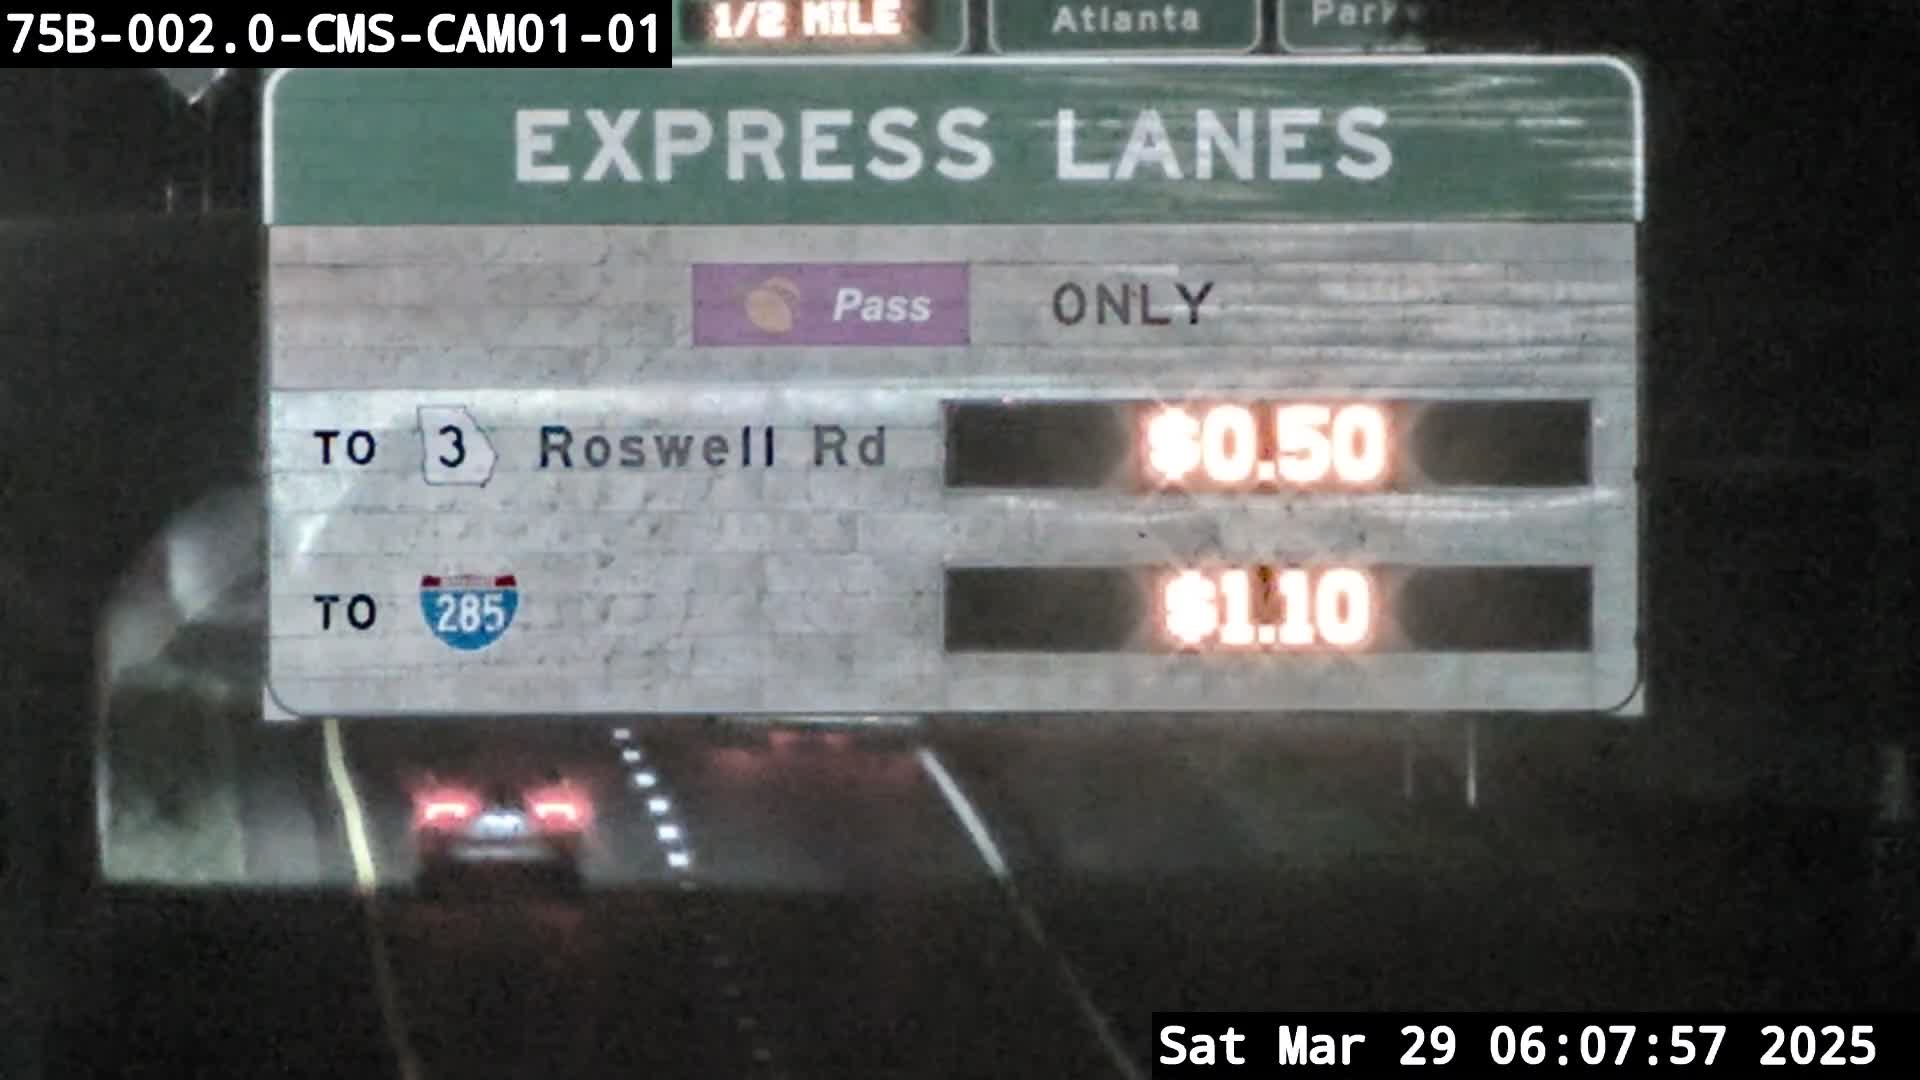 75B-002.0-CMS-CAM01-01
1/2 MILE
Atlanta
EXPRESS LANES
Pass ONLY
TO 3 Roswell Rd $0.50
TO 285 $1.10
Sat Mar 29 06:07:57 2025